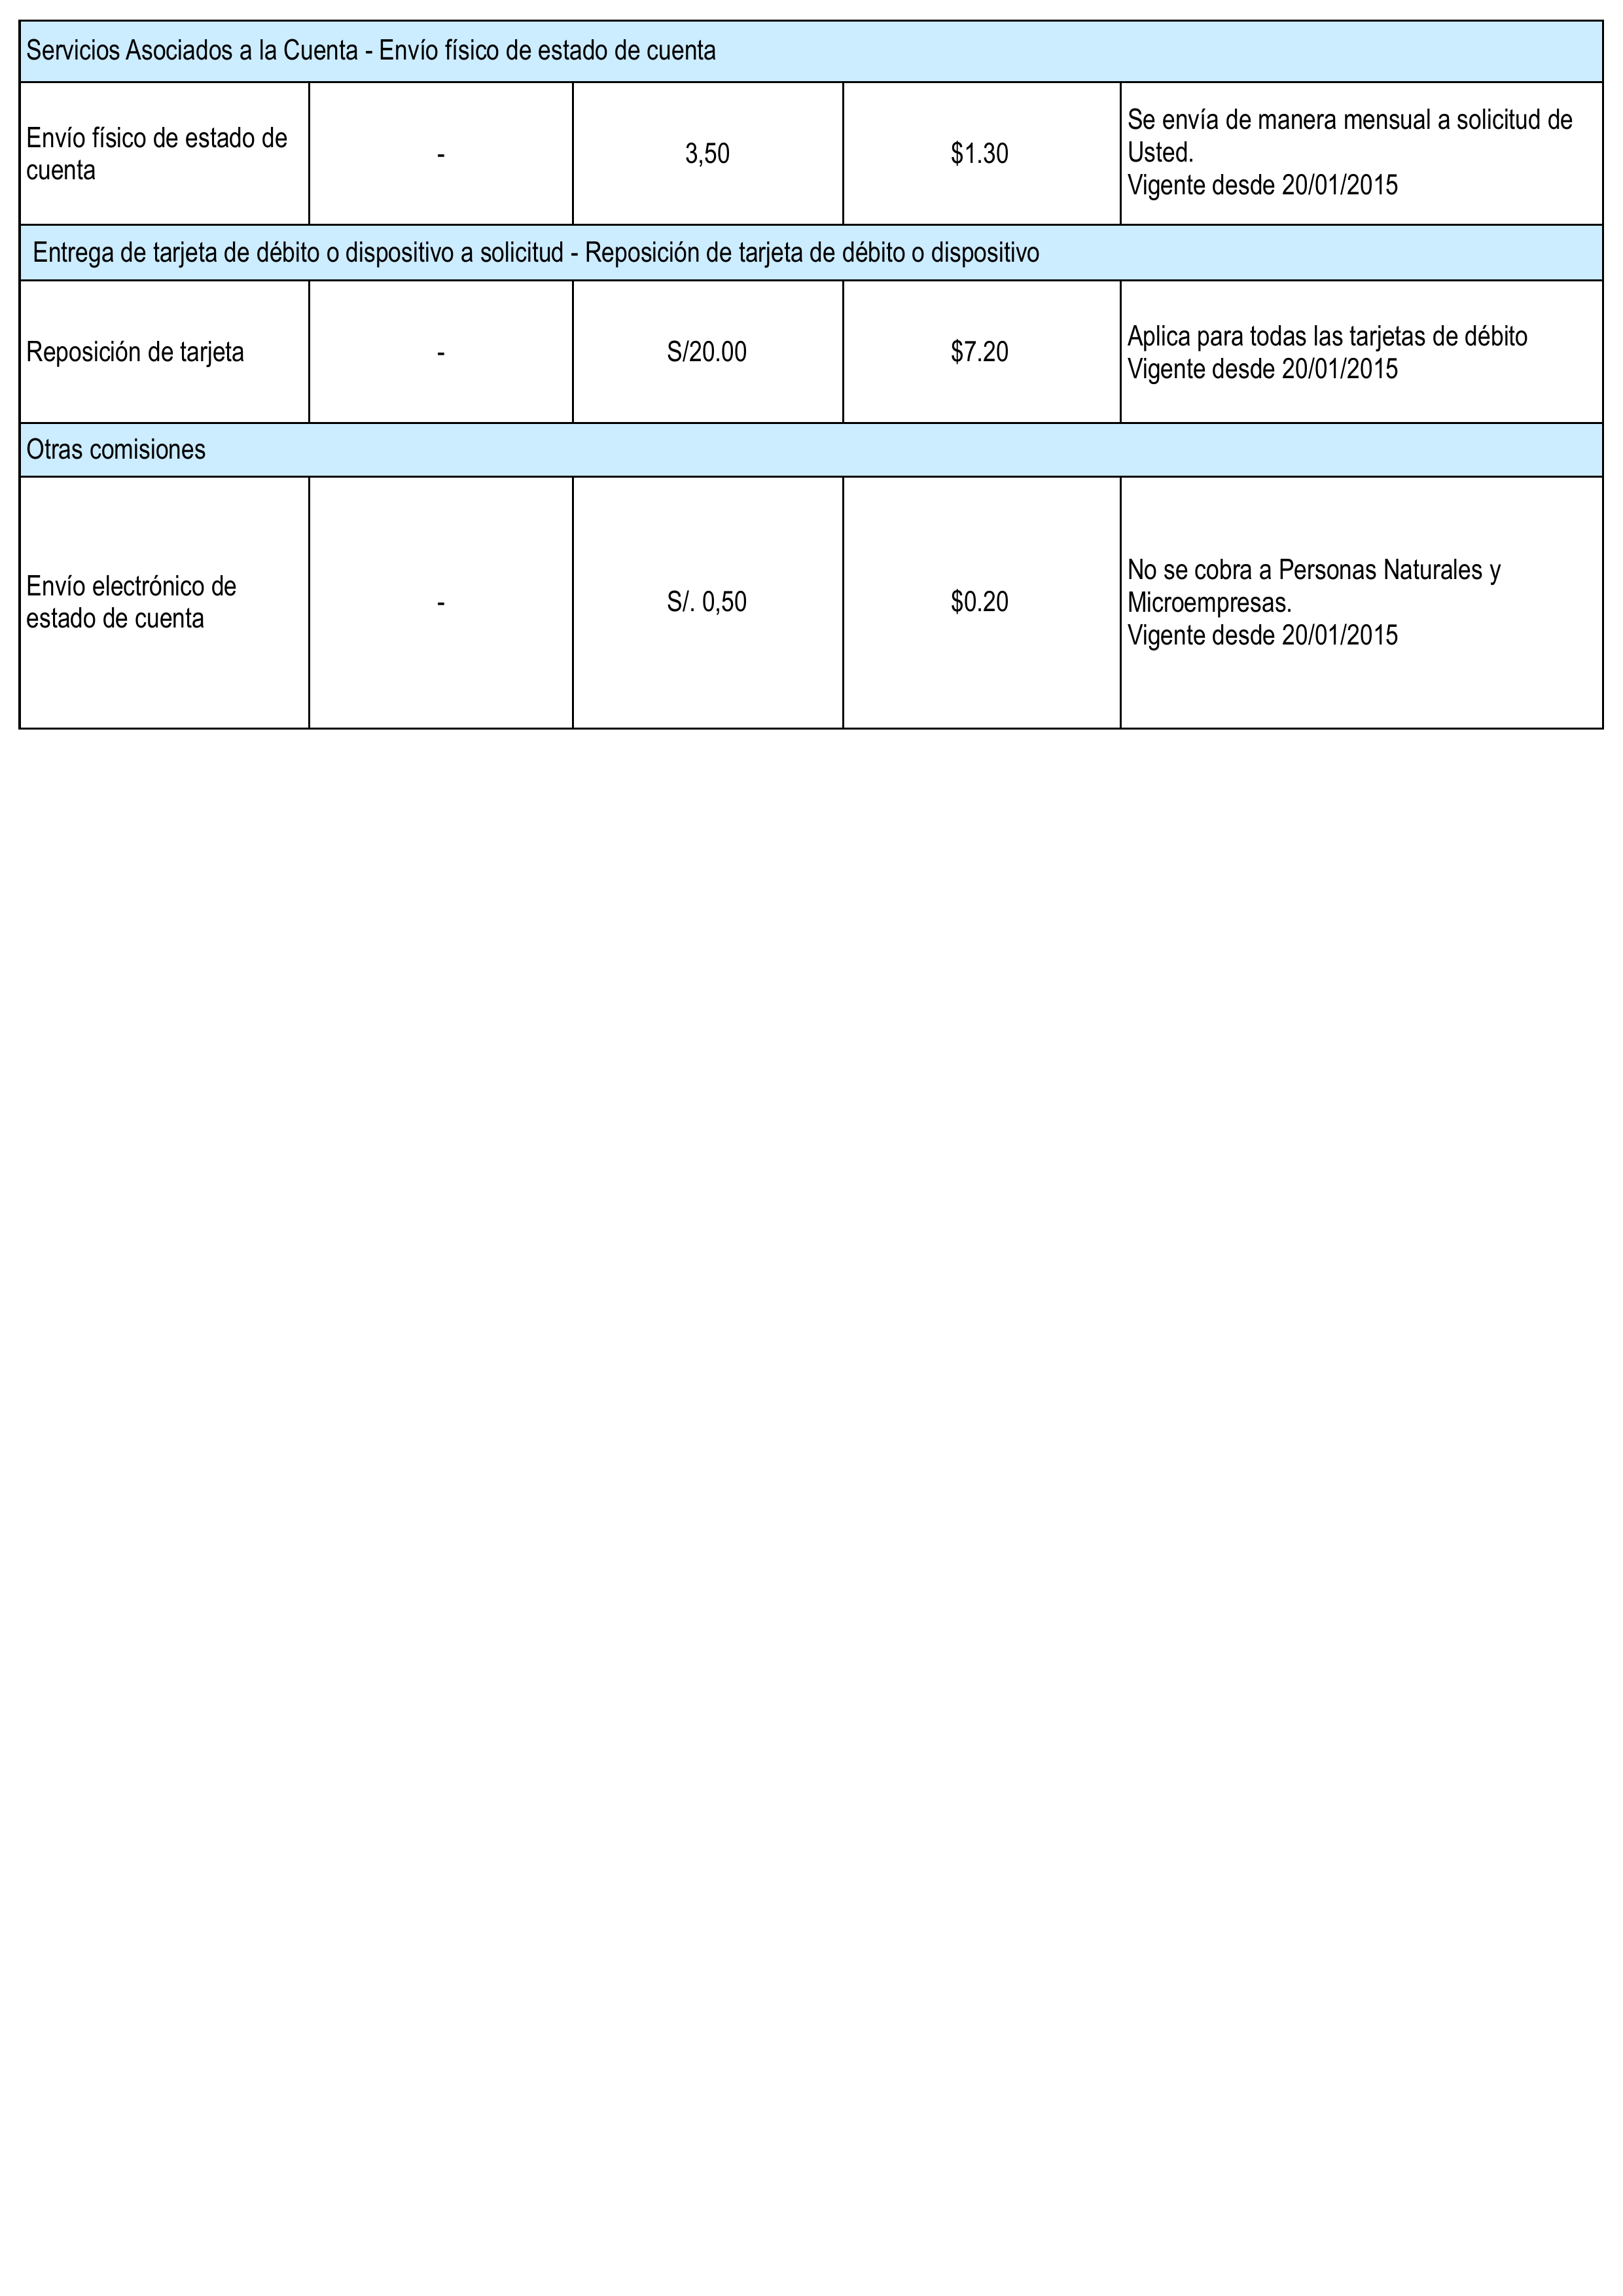 Servicios Asociados a la Cuenta - Envío físico de estado de cuenta
Envío físico de estado de
cuenta
-
3,50
$1.30
Se envía de manera mensual a solicitud de
Usted.
Vigente desde 20/01/2015
Entrega de tarjeta de débito o dispositivo a solicitud - Reposición de tarjeta de débito o dispositivo
Reposición de tarjeta
-
S/20.00
$7.20
Aplica para todas las tarjetas de débito
Vigente desde 20/01/2015
Otras comisiones
Envío electrónico de
estado de cuenta
-
S/. 0,50
$0.20
No se cobra a Personas Naturales y
Microempresas.
Vigente desde 20/01/2015